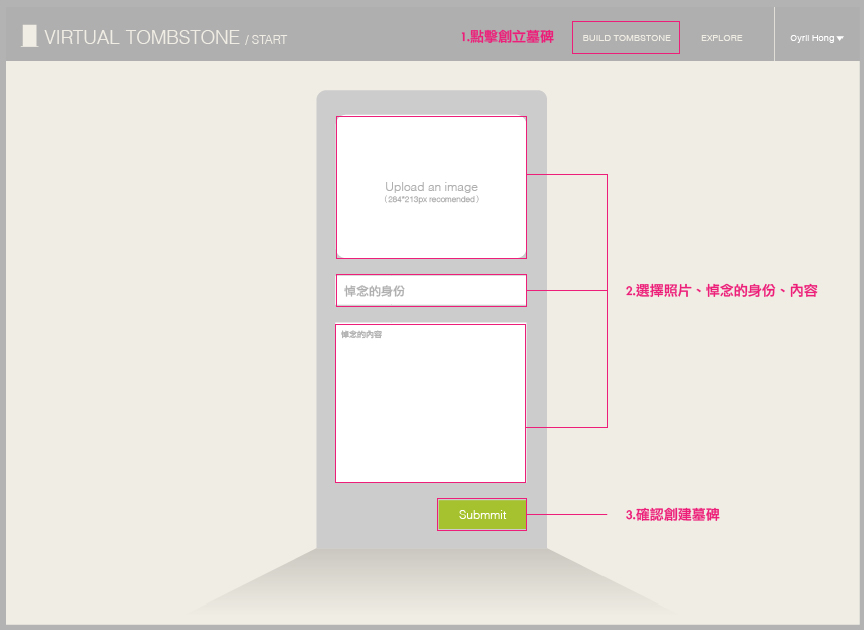 VIRTUAL TOMBSTONE / START
1.點擊創立墓碑
BUILD TOMBSTONE
EXPLORE
Cyril Hong
Upload an image
(284*213px recomended)
悼念的身份
2.選擇照片、悼念的身份、內容
悼念的內容
Submmit
3.確認創建墓碑